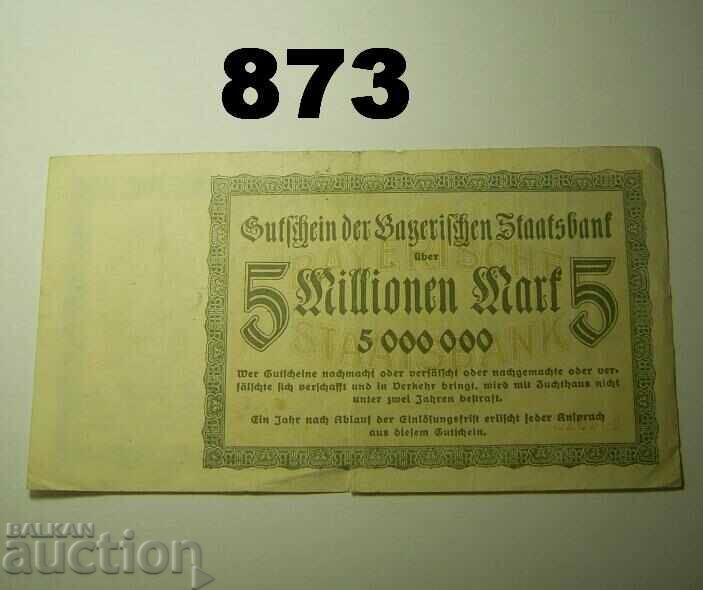 873
Gutschein der Bayerischen Staatsbank
über
BAYERISCHE
5 Millionen Mark 5
5 000 000
STAATSBANK
Wer Gutscheine nachmacht oder verfälscht oder nachgemachte oder ver-
fälschte sich verschafft und in Verkehr bringt, wird mit Zuchthaus nicht
unter zwei Jahren bestraft.
Ein Jahr nach Ablauf der Einlösungsfrist erlischt jeder Anspruch
aus diesem Gutschein.
BALKAN
auction